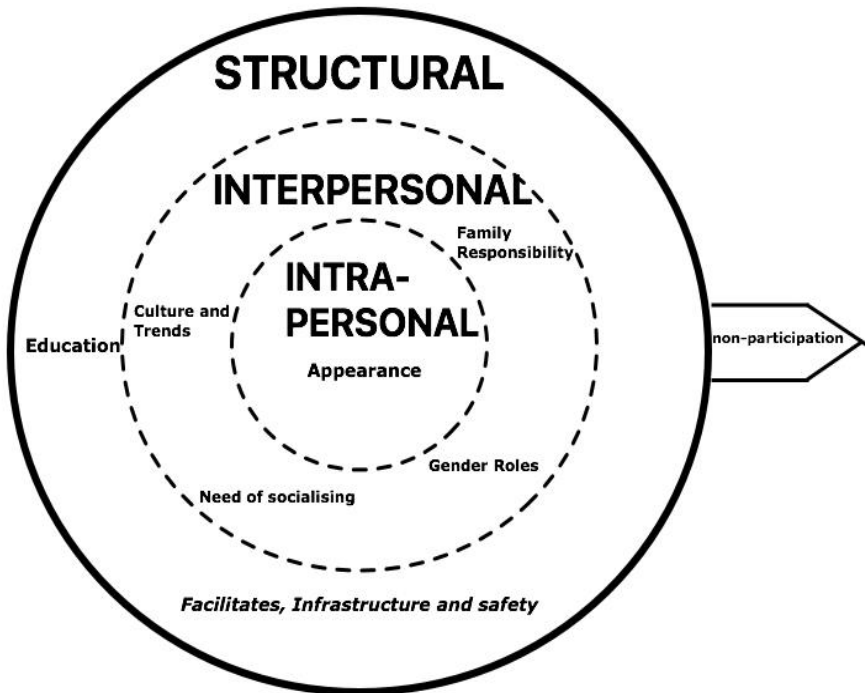 STRUCTURAL
INTERPERSONAL
Family
Responsibility
INTRA-
PERSONAL
Culture and
Trends
Education
non-participation
Appearance
Gender Roles
Need of socialising
Facilitates, Infrastructure and safety